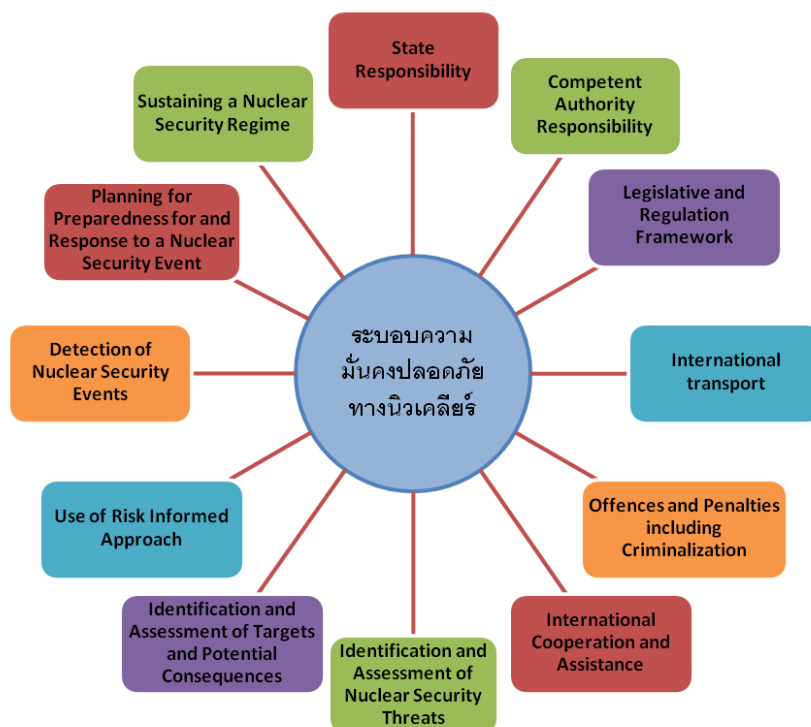 State
Responsibility
Competent
Authority
Responsibility
Legislative and
Regulation
Framework
International
transport
Offences and Penalties
including
Criminalization
International
Cooperation and
Assistance
Identification and
Assessment of
Nuclear Security
Threats
Identification and
Assessment of Targets
and Potential
Consequences
Use of Risk Informed
Approach
Detection of
Nuclear Security
Events
Planning for
Preparedness for and
Response to a Nuclear
Security Event
Sustaining a Nuclear
Security Regime
ระบอบความ
มั่นคงปลอดภัย
ทางนิวเคลียร์